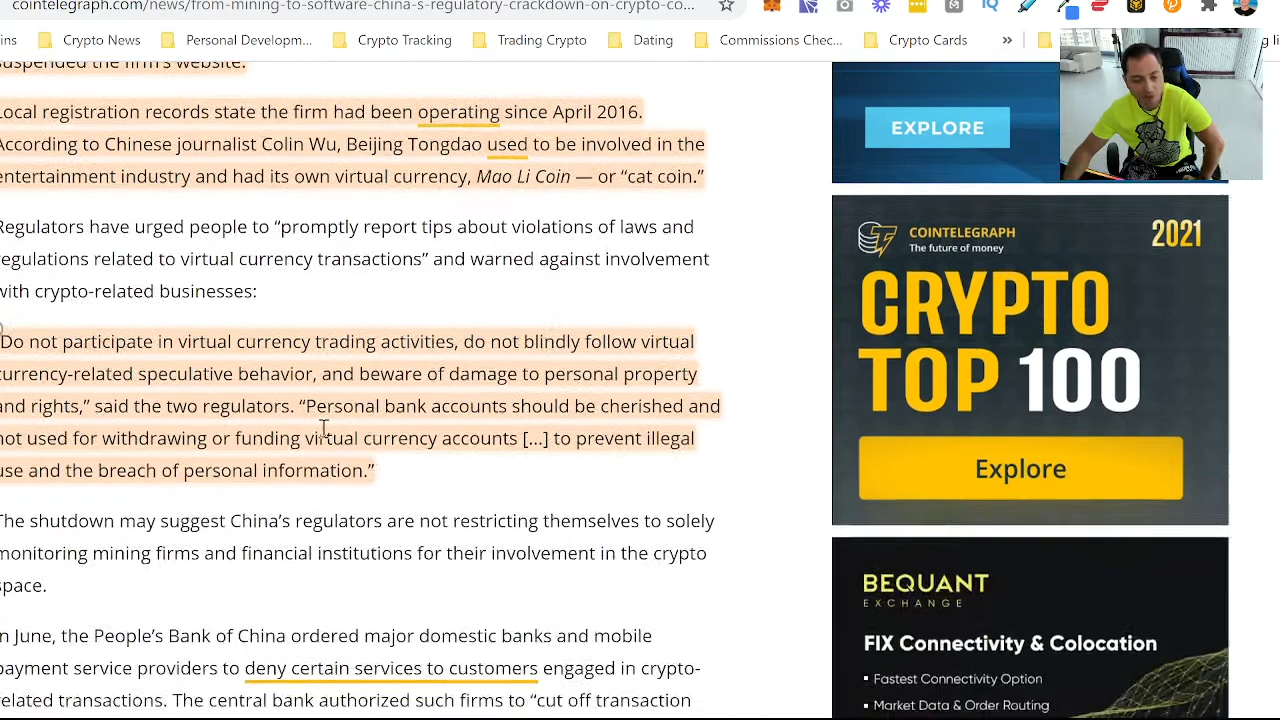 cointelegraph.com/news/from-mining-to-software-china-s-regulatory-crackdown-on-crypto-co...
ins
Crypto News
Personal Developm...
Crypto Tracking
Trading Crypto
Dating
Commissions Choc...
Crypto Cards
»
g li
suspended the firm's website.
Local registration records state the firm had been operating since April 2016.
According to Chinese journalist Colin Wu, Beijing Tongdao used to be involved in the
entertainment industry and had its own virtual currency, Mao Li Coin — or “cat coin.”
Regulators have urged people to “promptly report tips about violations of laws and
regulations related to virtual currency transactions” and warned against involvement
with crypto-related businesses:
Do not participate in virtual currency trading activities, do not blindly follow virtual
currency-related speculative behavior, and beware of damage to personal property
and rights,” said the two regulators. “Personal bank accounts should be cherished and
not used for withdrawing or funding virtual currency accounts [...] to prevent illegal
use and the breach of personal information.”
The shutdown may suggest China’s regulators are not restricting themselves to solely
monitoring mining firms and financial institutions for their involvement in the crypto
space.
In June, the People’s Bank of China ordered major domestic banks and mobile
payment service providers to deny certain services to customers engaged in crypto-
related transactions. The central bank authorized such firms to “cut off transaction
EXPLORE
COINTELEGRAPH
The future of money
2021
CRYPTO
TOP 100
Explore
BEQUANT
EXCHANGE
FIX Connectivity & Colocation
Fastest Connectivity Option
Market Data & Order Routing